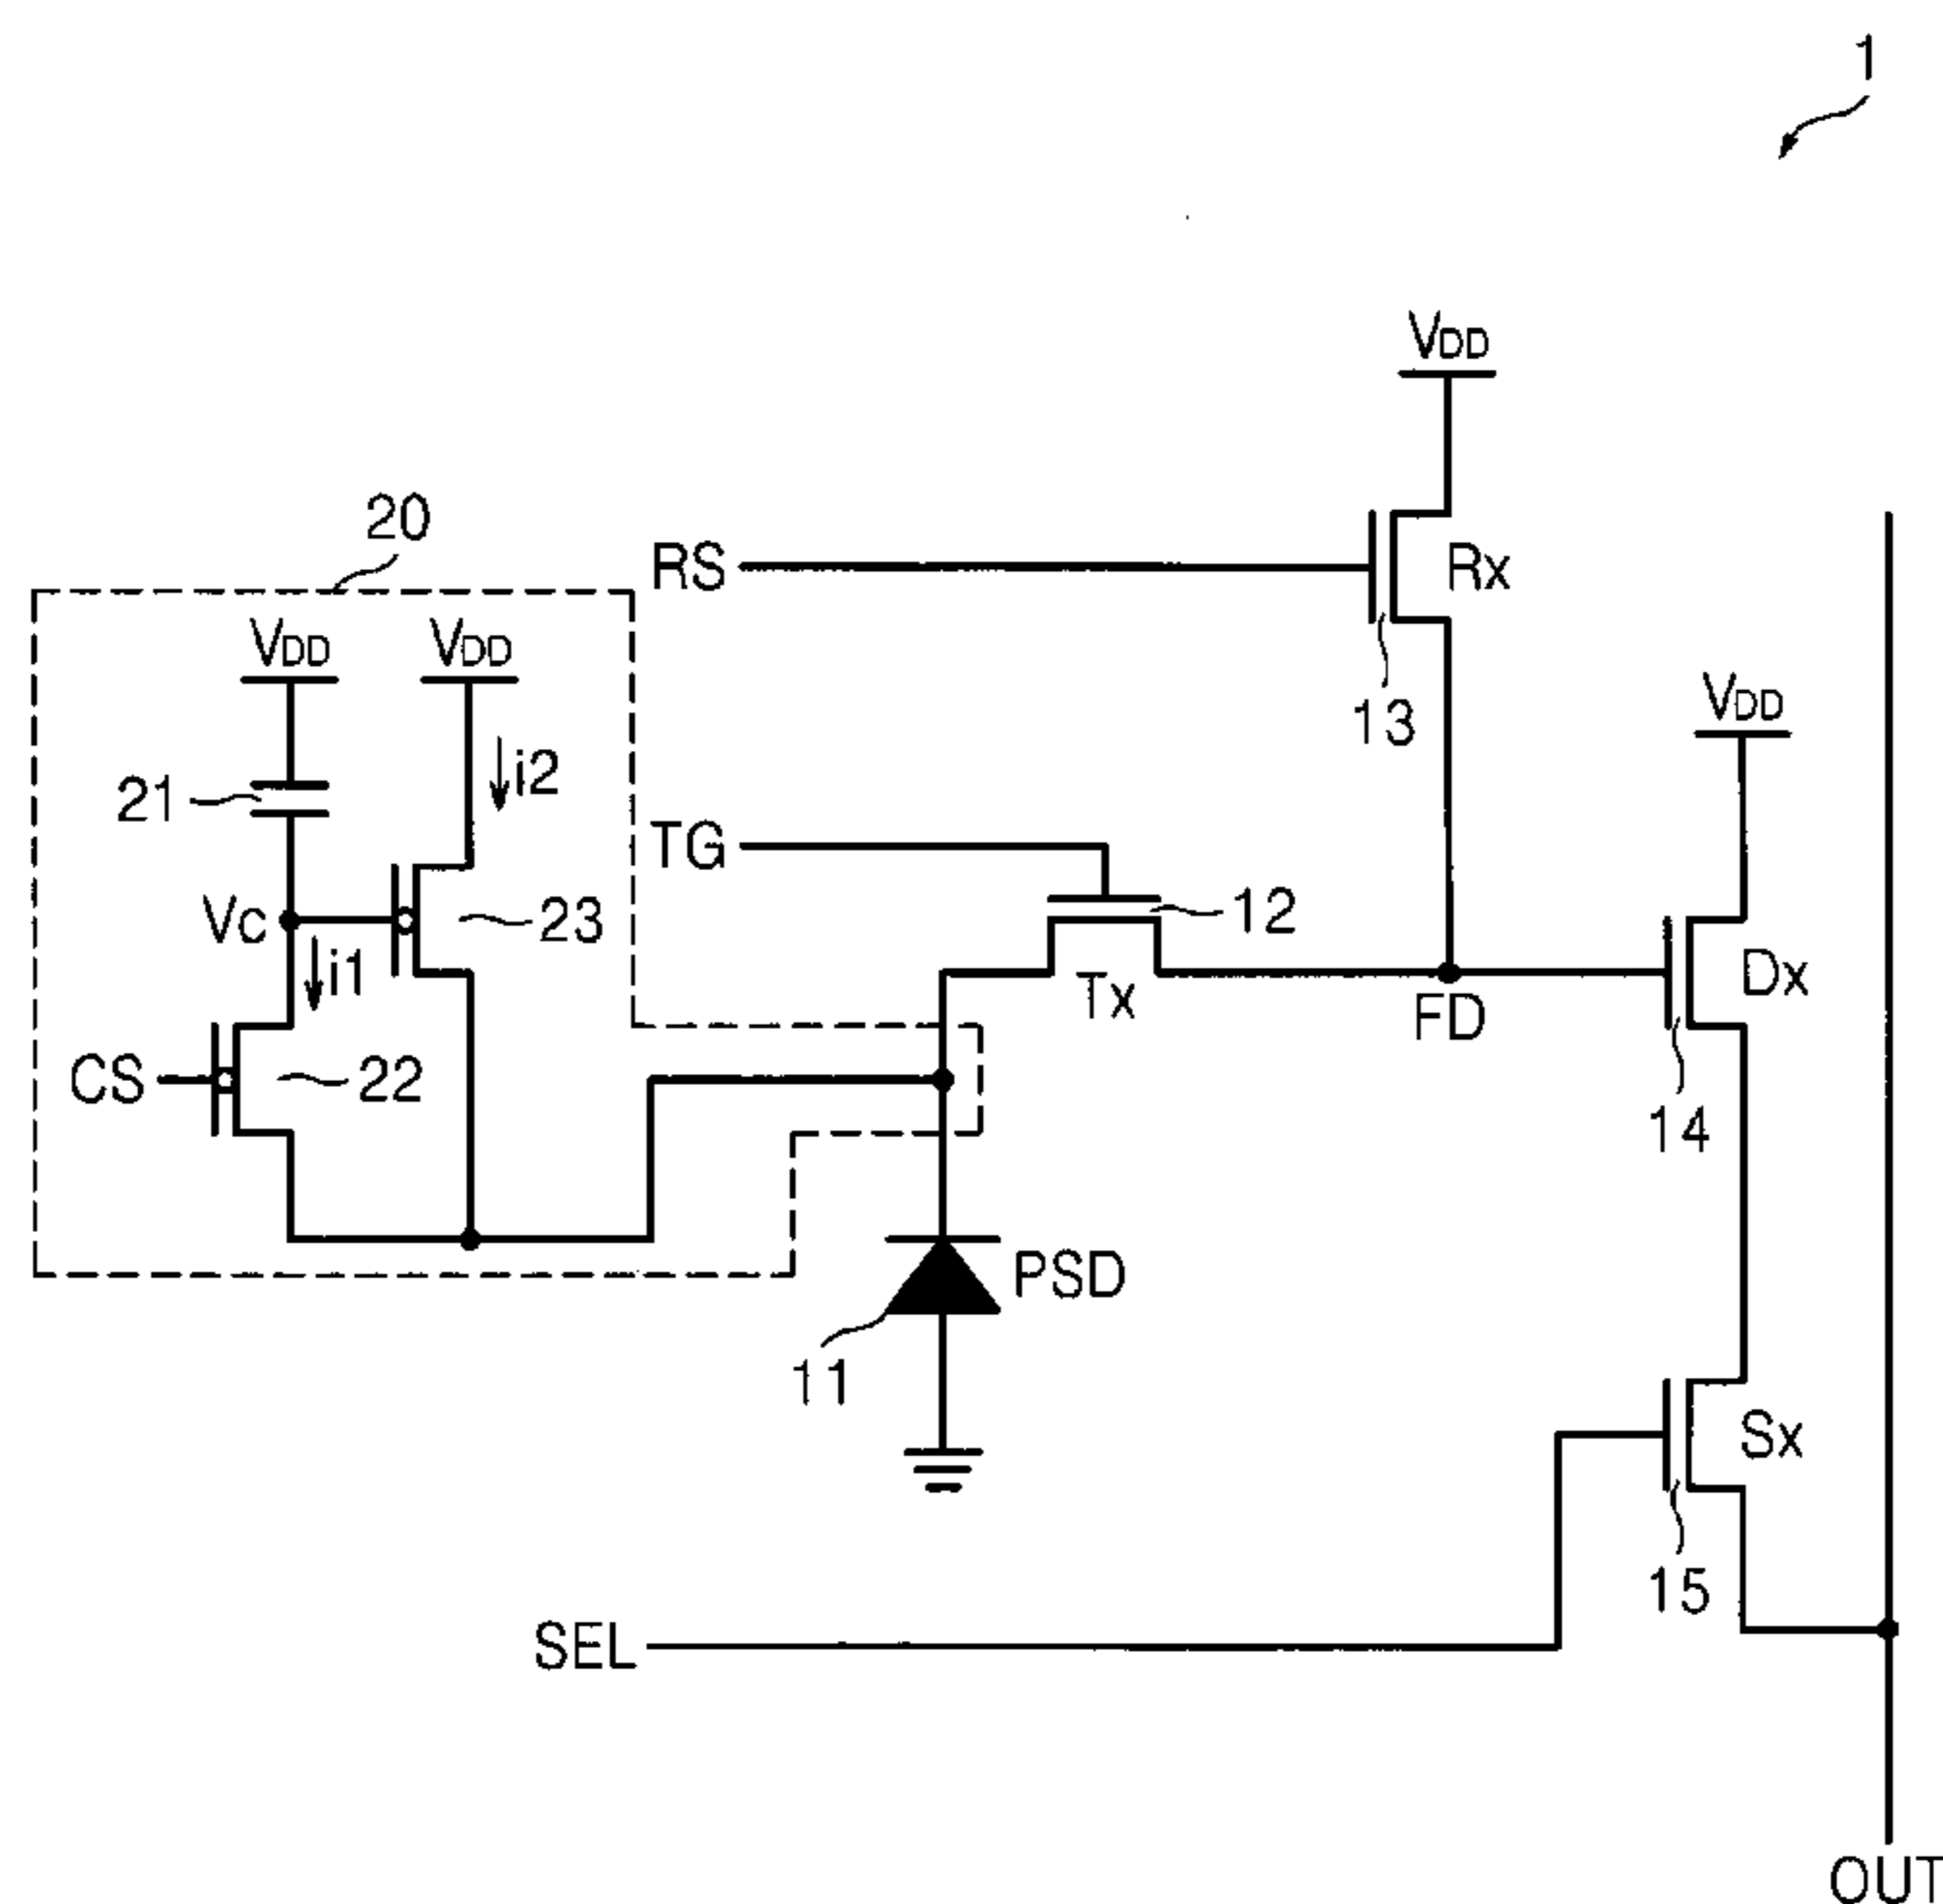 1
VDD
20
RS
Rx
VDD
VDD
13
VDD
i2
21
TG
12
VC
23
i1
Tx
FD
Dx
CS
22
14
PSD
11
Sx
15
SEL
OUT